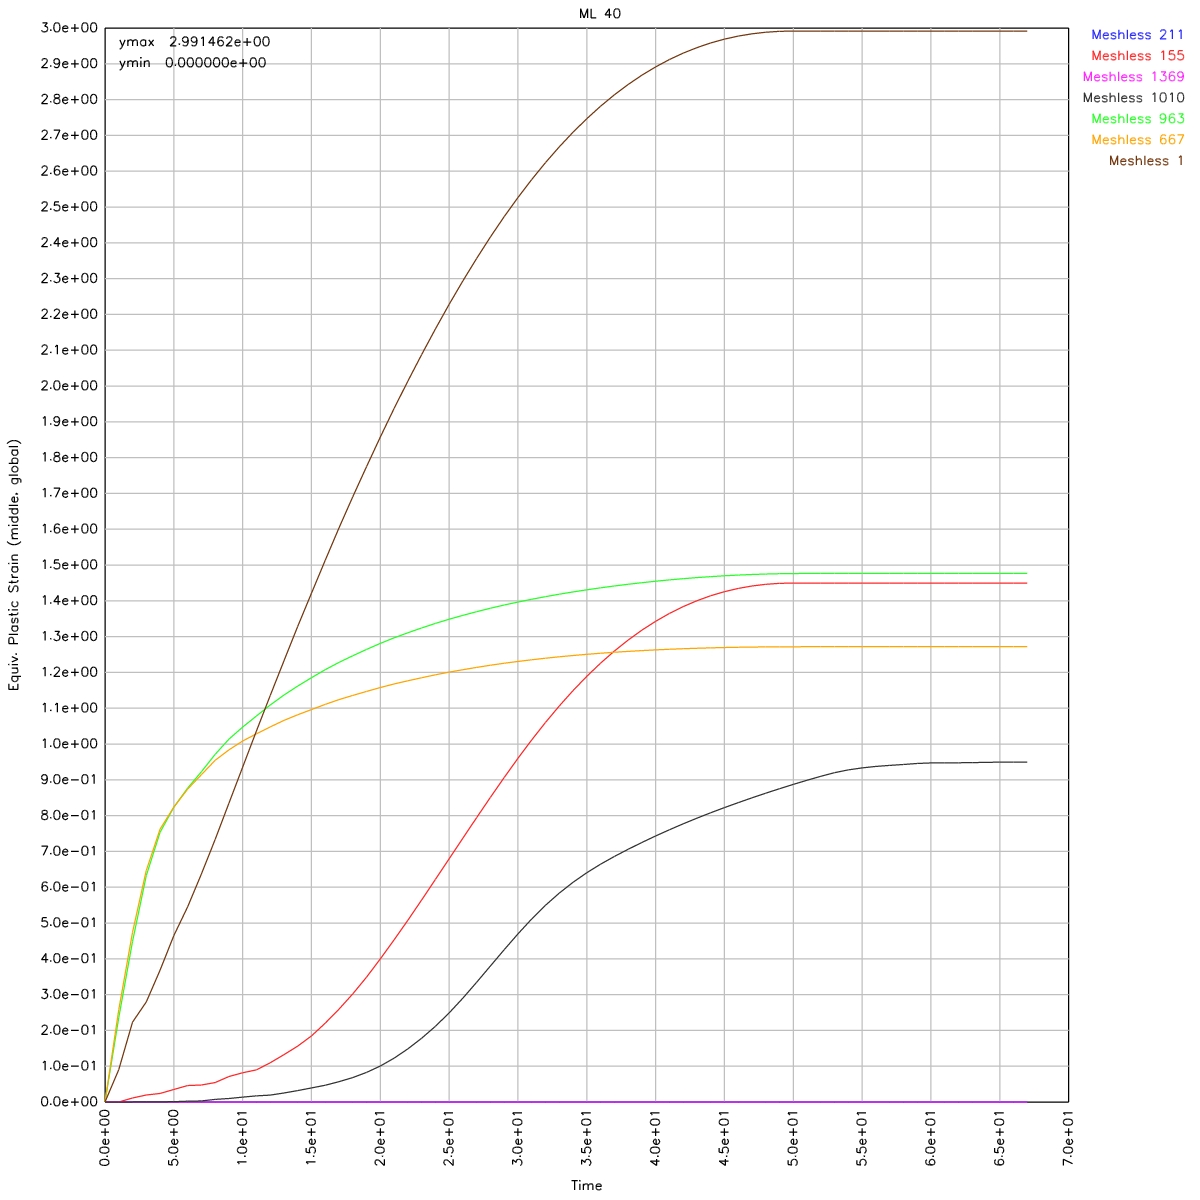 ML 40
ymax 2.991462e+00
ymin 0.000000e+00
Meshless 211
Meshless 155
Meshless 1369
Meshless 1010
Meshless 963
Meshless 667
Meshless 1
Equiv. Plastic Strain (middle, global)
3.0e+00
2.9e+00
2.8e+00
2.7e+00
2.6e+00
2.5e+00
2.4e+00
2.3e+00
2.2e+00
2.1e+00
2.0e+00
1.9e+00
1.8e+00
1.7e+00
1.6e+00
1.5e+00
1.4e+00
1.3e+00
1.2e+00
1.1e+00
1.0e+00
9.0e-01
8.0e-01
7.0e-01
6.0e-01
5.0e-01
4.0e-01
3.0e-01
2.0e-01
1.0e-01
0.0e+00
0.0e+00
5.0e+00
1.0e+01
1.5e+01
2.0e+01
2.5e+01
3.0e+01
3.5e+01
4.0e+01
4.5e+01
5.0e+01
5.5e+01
6.0e+01
6.5e+01
7.0e+01
Time